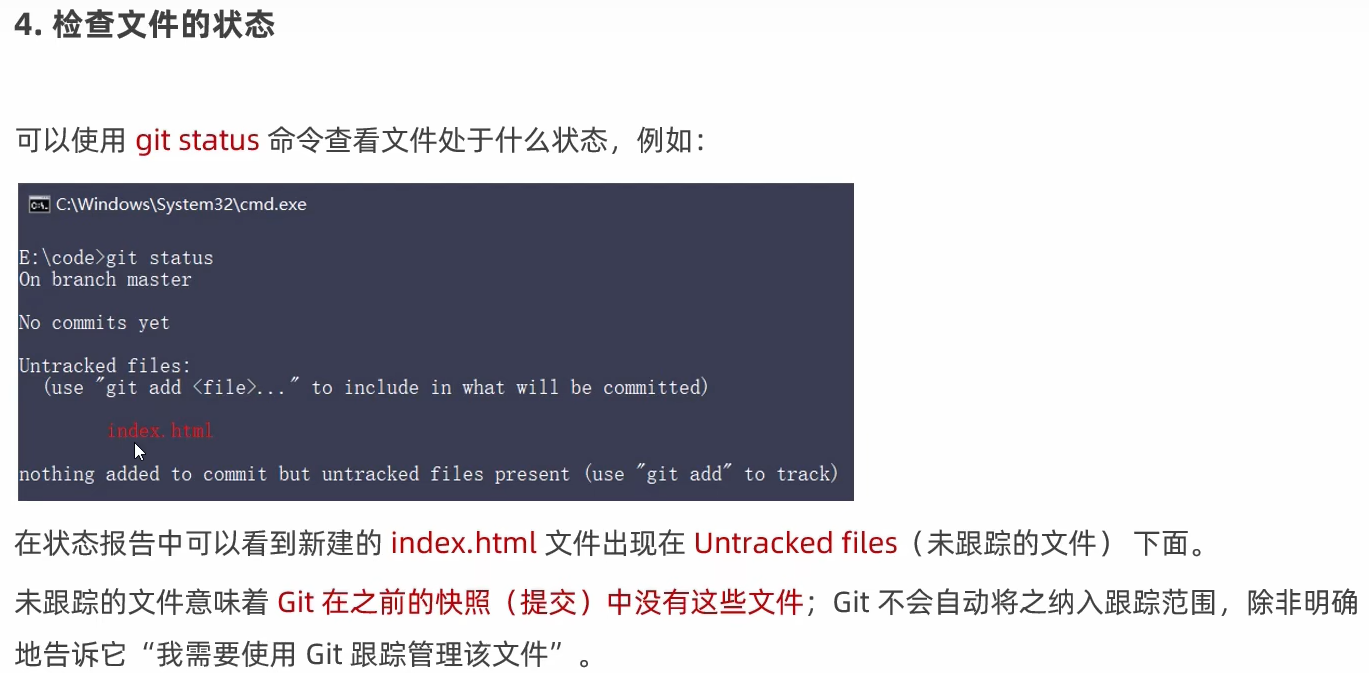 4. 检查文件的状态
可以使用 git status 命令查看文件处于什么状态，例如：
C:\Windows\System32\cmd.exe
E:\code>git status
On branch master
No commits yet
Untracked files:
(use "git add <file>..." to include in what will be committed)
index.html
nothing added to commit but untracked files present (use "git add" to track)
在状态报告中可以看到新建的 index.html 文件出现在 Untracked files（未跟踪的文件） 下面。
未跟踪的文件意味着 Git 在之前的快照（提交）中没有这些文件；Git 不会自动将之纳入跟踪范围，除非明确
地告诉它“我需要使用 Git 跟踪管理该文件”。